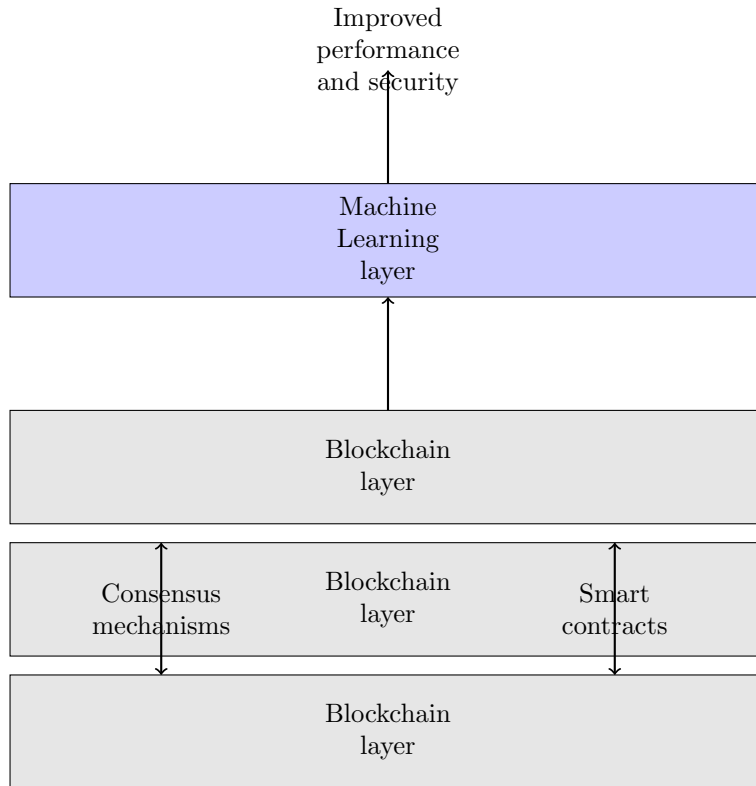 Improved
performance
and security
Machine
Learning
layer
Blockchain
layer
Consensus
mechanisms
Blockchain
layer
Smart
contracts
Blockchain
layer